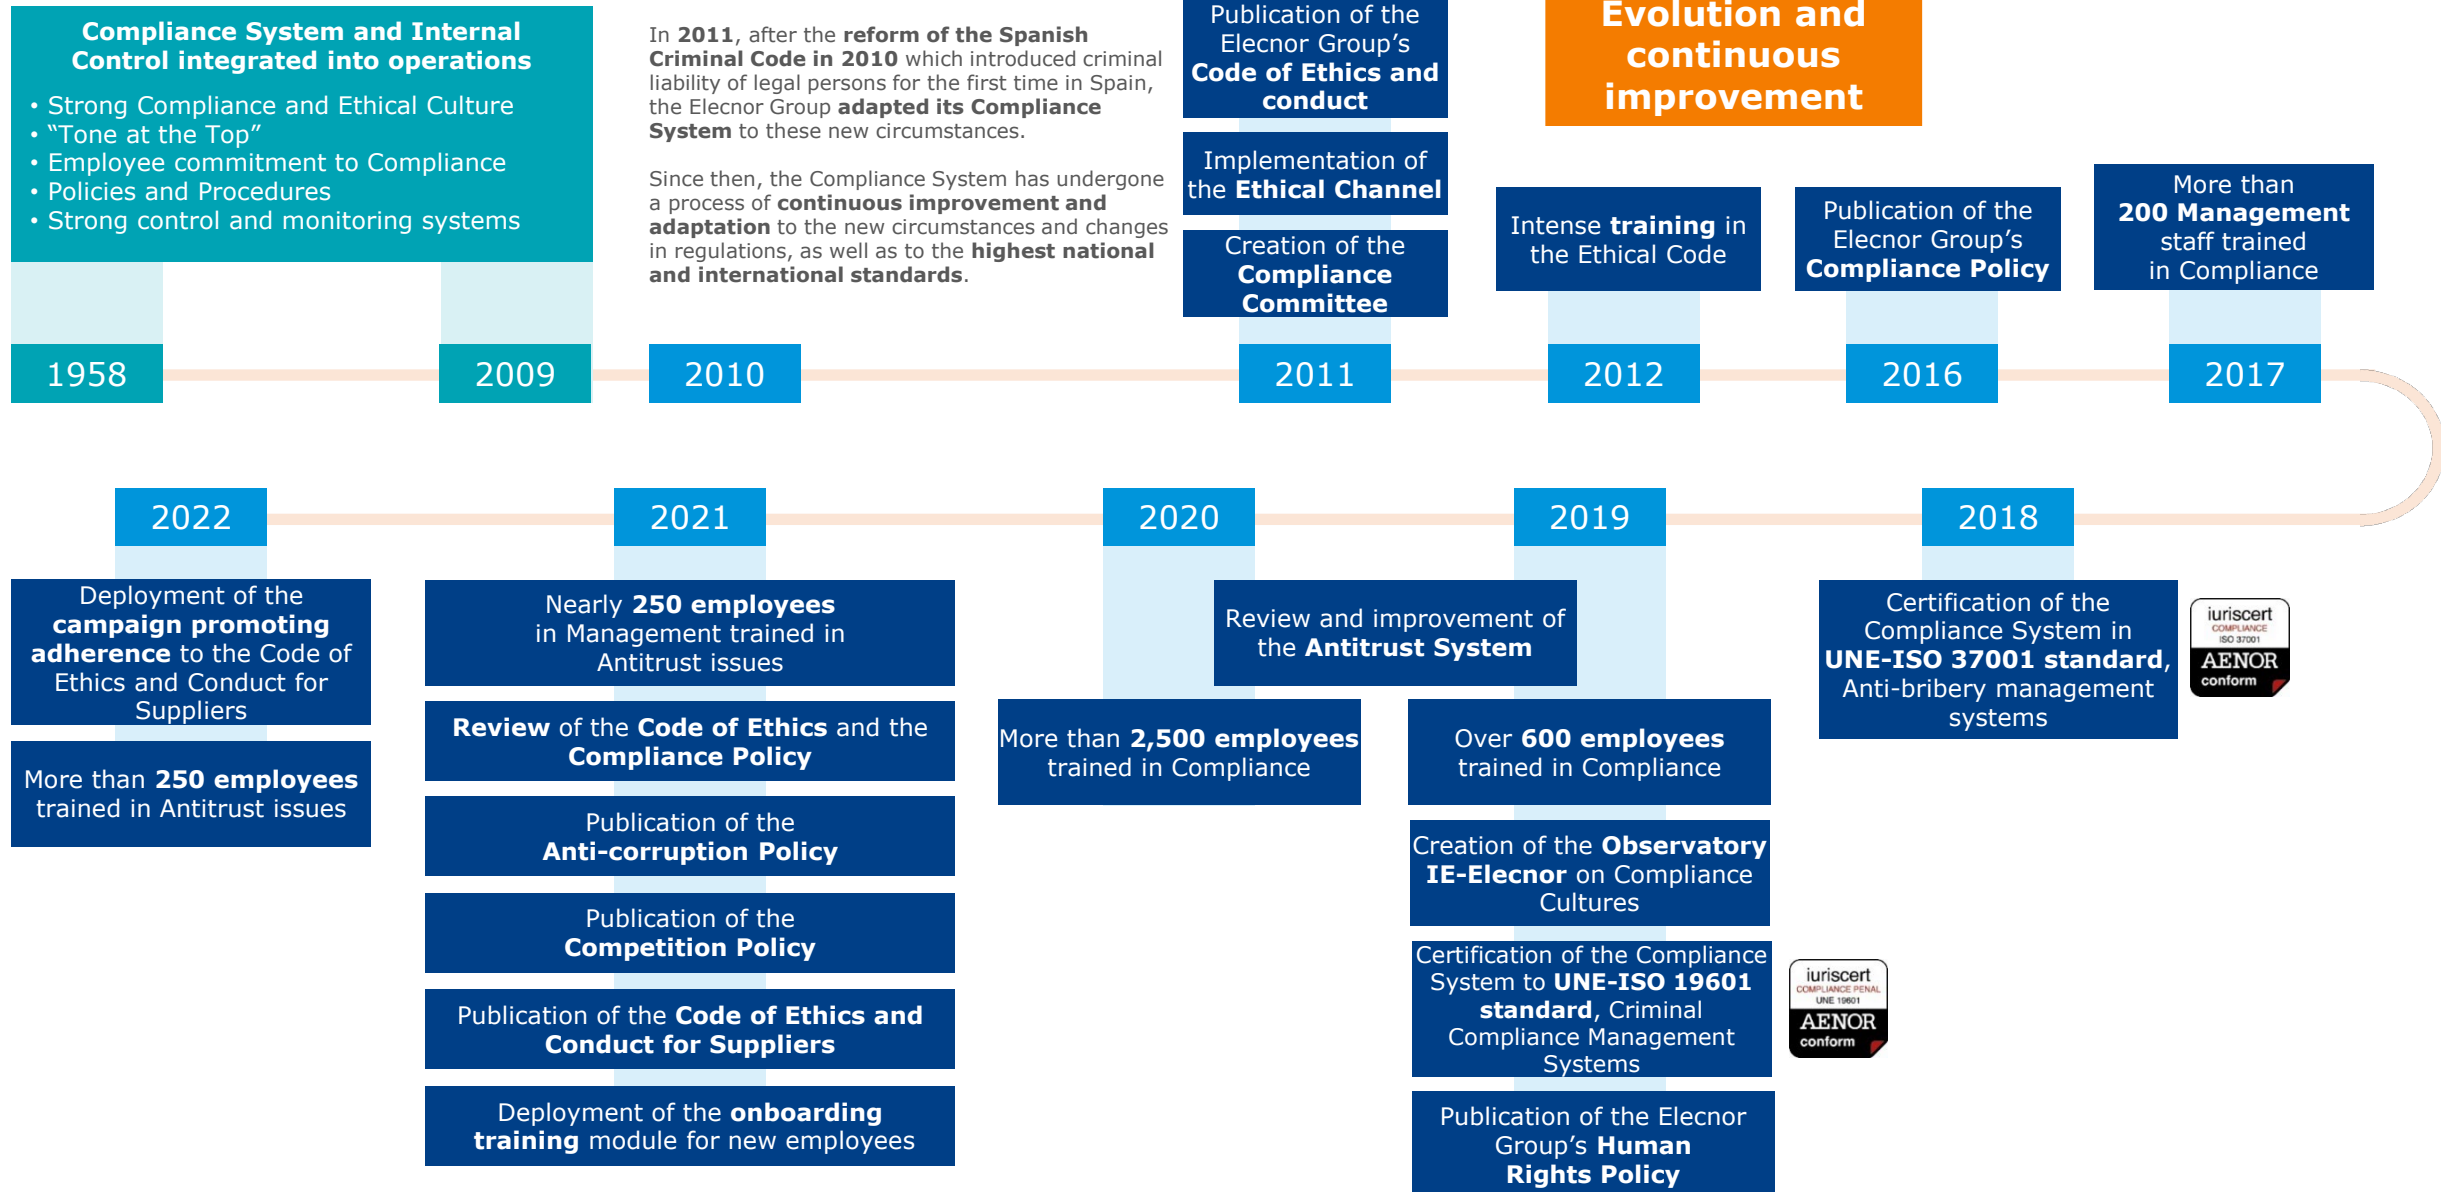 Compliance System and Internal
Control integrated into operations
• Strong Compliance and Ethical Culture
• “Tone at the Top”
• Employee commitment to Compliance
• Policies and Procedures
• Strong control and monitoring systems
In 2011, after the reform of the Spanish
Criminal Code in 2010 which introduced criminal
liability of legal persons for the first time in Spain,
the Elecnor Group adapted its Compliance
System to these new circumstances.
Since then, the Compliance System has undergone
a process of continuous improvement and
adaptation to the new circumstances and changes
in regulations, as well as to the highest national
and international standards.
Publication of the
Elecnor Group’s
Code of Ethics and
conduct
Implementation of
the Ethical Channel
Creation of the
Compliance
Committee
Evolution and
continuous
improvement
Intense training in
the Ethical Code
Publication of the
Elecnor Group’s
Compliance Policy
More than
200 Management
staff trained
in Compliance
1958
2009
2010
2011
2012
2016
2017
2022
2021
2020
2019
2018
Deployment of the
campaign promoting
adherence to the Code of
Ethics and Conduct for
Suppliers
More than 250 employees
trained in Antitrust issues
Nearly 250 employees
in Management trained in
Antitrust issues
Review of the Code of Ethics and the
Compliance Policy
Publication of the
Anti-corruption Policy
Publication of the
Competition Policy
Publication of the Code of Ethics and
Conduct for Suppliers
Deployment of the onboarding
training module for new employees
Review and improvement of
the Antitrust System
More than 2,500 employees
trained in Compliance
Over 600 employees
trained in Compliance
Creation of the Observatory
IE-Elecnor on Compliance
Cultures
Certification of the Compliance
System to UNE-ISO 19601
standard, Criminal
Compliance Management
Systems
Publication of the Elecnor
Group’s Human
Rights Policy
iuriscert
COMPLIANCE PENAL
UNE 19601
AENOR
conform
Certification of the
Compliance System in
UNE-ISO 37001 standard,
Anti-bribery management
systems
iuriscert
COMPLIANCE
ISO 37001
AENOR
conform